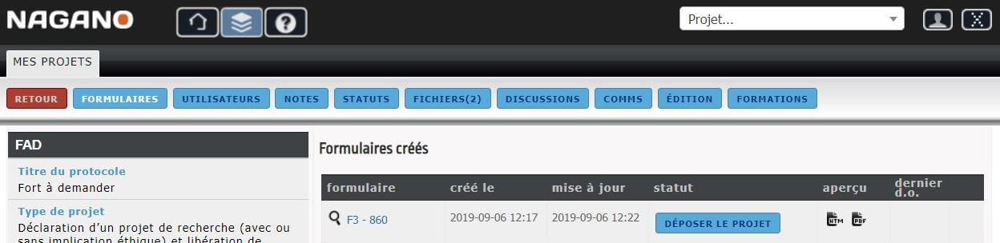 NAGANO
?
Projet...
MES PROJETS
RETOUR FORMULAIRES UTILISATEURS NOTES STATUTS FICHIERS(2) DISCUSSIONS COMMS ÉDITION FORMATIONS
FAD
Titre du protocole
Fort à demander
Type de projet
Déclaration d'un projet de recherche (avec ou
sans implication éthique) et libération de
Formulaires créés
formulaire créé le mise à jour statut aperçu dernier
d.o.
F3 - 860 2019-09-06 12:17 2019-09-06 12:22 DÉPOSER LE PROJET HTM PDF